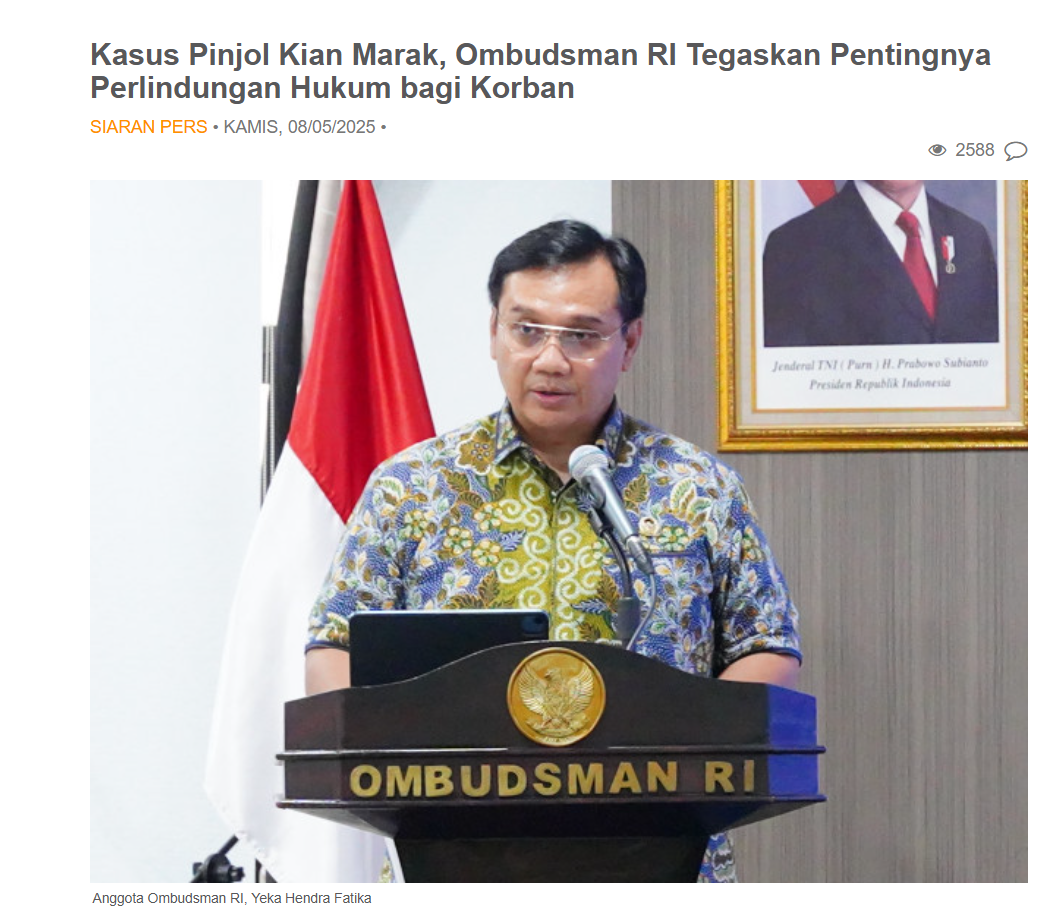 Kasus Pinjol Kian Marak, Ombudsman RI Tegaskan Pentingnya
Perlindungan Hukum bagi Korban
SIARAN PERS • KAMIS, 08/05/2025 •
2588
Jenderal TNI ( Purn ) H. Prabowo Subianto
Presiden Republik Indonesia
OMBUDSMAN RI
Anggota Ombudsman RI, Yeka Hendra Fatika